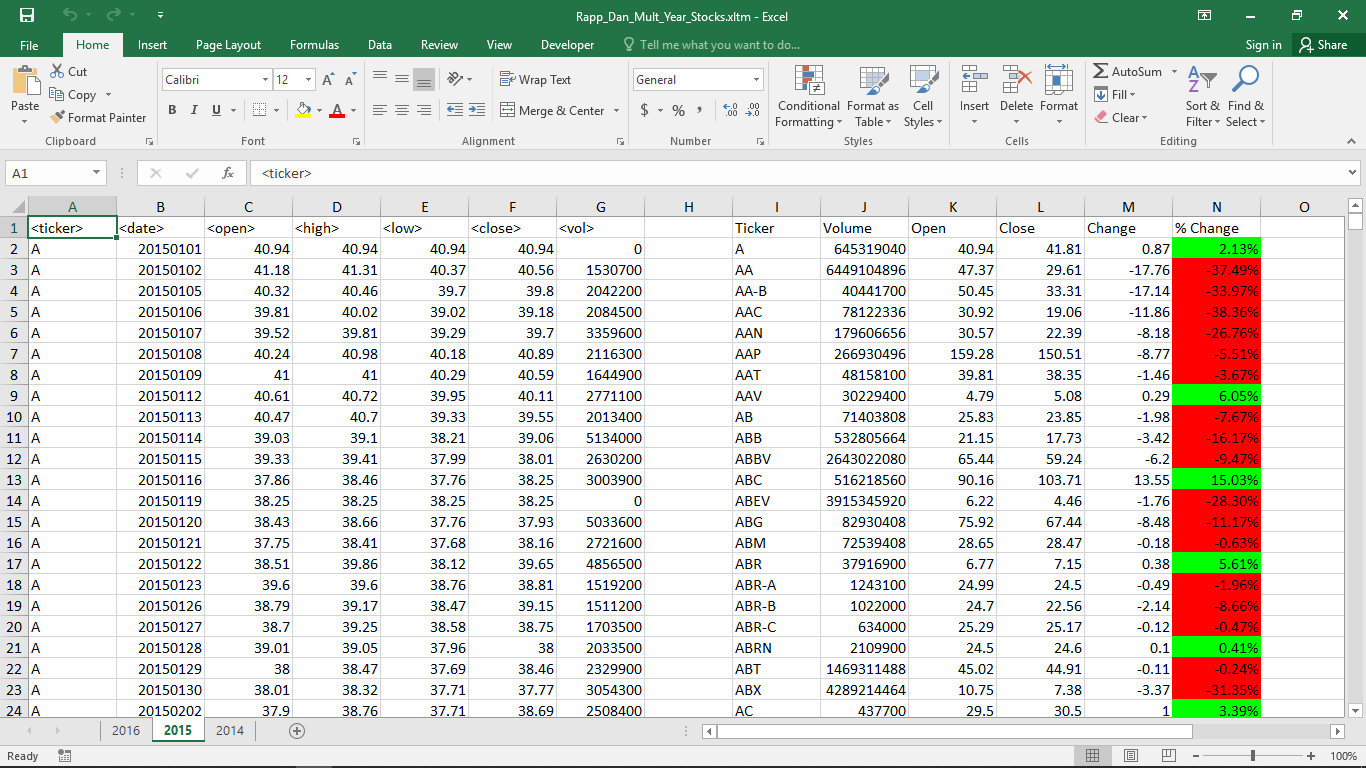 Rapp_Dan_Mult_Year_Stocks.xltm - Excel
File Home Insert Page Layout Formulas Data Review View Developer Tell me what you want to do... Sign in Share
Paste Cut Copy Format Painter Clipboard
Calibri 12 B I U A A A Font
Wrap Text Merge & Center Alignment
General $ % , Number
Conditional Formatting Format as Table Cell Styles Styles
Insert Delete Format Cells
AutoSum Fill Clear Sort & Filter Find & Select Editing
A1 fx <ticker>
A B C D E F G H I J K L M N O
1 <ticker> <date> <open> <high> <low> <close> <vol> Ticker Volume Open Close Change % Change
2 A 20150101 40.94 40.94 40.94 40.94 0 A 645319040 40.94 41.81 0.87 2.13%
3 A 20150102 41.18 41.31 40.37 40.56 1530700 AA 6449104896 47.37 29.61 -17.76 -37.49%
4 A 20150105 40.32 40.46 39.7 39.8 2042200 AA-B 40441700 50.45 33.31 -17.14 -33.97%
5 A 20150106 39.81 40.02 39.02 39.18 2084500 AAC 78122336 30.92 19.06 -11.86 -38.36%
6 A 20150107 39.52 39.81 39.29 39.7 3359600 AAN 179606656 30.57 22.39 -8.18 -26.76%
7 A 20150108 40.24 40.98 40.18 40.89 2116300 AAP 266930496 159.28 150.51 -8.77 -5.51%
8 A 20150109 41 41 40.29 40.59 1644900 AAT 48158100 39.81 38.35 -1.46 -3.67%
9 A 20150112 40.61 40.72 39.95 40.11 2771100 AAV 30229400 4.79 5.08 0.29 6.05%
10 A 20150113 40.47 40.7 39.33 39.55 2013400 AB 71403808 25.83 23.85 -1.98 -7.67%
11 A 20150114 39.03 39.1 38.21 39.06 5134000 ABB 532805664 21.15 17.73 -3.42 -16.17%
12 A 20150115 39.33 39.41 37.99 38.01 2630200 ABBV 2643022080 65.44 59.24 -6.2 -9.47%
13 A 20150116 37.86 38.46 37.76 38.25 3003900 ABC 516218560 90.16 103.71 13.55 15.03%
14 A 20150119 38.25 38.25 38.25 38.25 0 ABEV 3915345920 6.22 4.46 -1.76 -28.30%
15 A 20150120 38.43 38.66 37.76 37.93 5033600 ABG 82930408 75.92 67.44 -8.48 -11.17%
16 A 20150121 37.75 38.41 37.68 38.16 2721600 ABM 72539408 28.65 28.47 -0.18 -0.63%
17 A 20150122 38.51 39.86 38.12 39.65 4856500 ABR 37916900 6.77 7.15 0.38 5.61%
18 A 20150123 39.6 39.6 38.76 38.81 1519200 ABR-A 1243100 24.99 24.5 -0.49 -1.96%
19 A 20150126 38.79 39.17 38.47 39.15 1511200 ABR-B 1022000 24.7 22.56 -2.14 -8.66%
20 A 20150127 38.7 39.25 38.58 38.75 1703500 ABR-C 634000 25.29 25.17 -0.12 -0.47%
21 A 20150128 39.01 39.05 37.96 38 2033500 ABRN 2109900 24.5 24.6 0.1 0.41%
22 A 20150129 38 38.47 37.69 38.46 2329900 ABT 1469311488 45.02 44.91 -0.11 -0.24%
23 A 20150130 38.01 38.32 37.71 37.77 3054300 ABX 4289214464 10.75 7.38 -3.37 -31.35%
24 A 20150202 37.9 38.76 37.71 38.69 2508400 AC 437700 29.5 30.5 1 3.39%
2016 2015 2014
Ready 100%